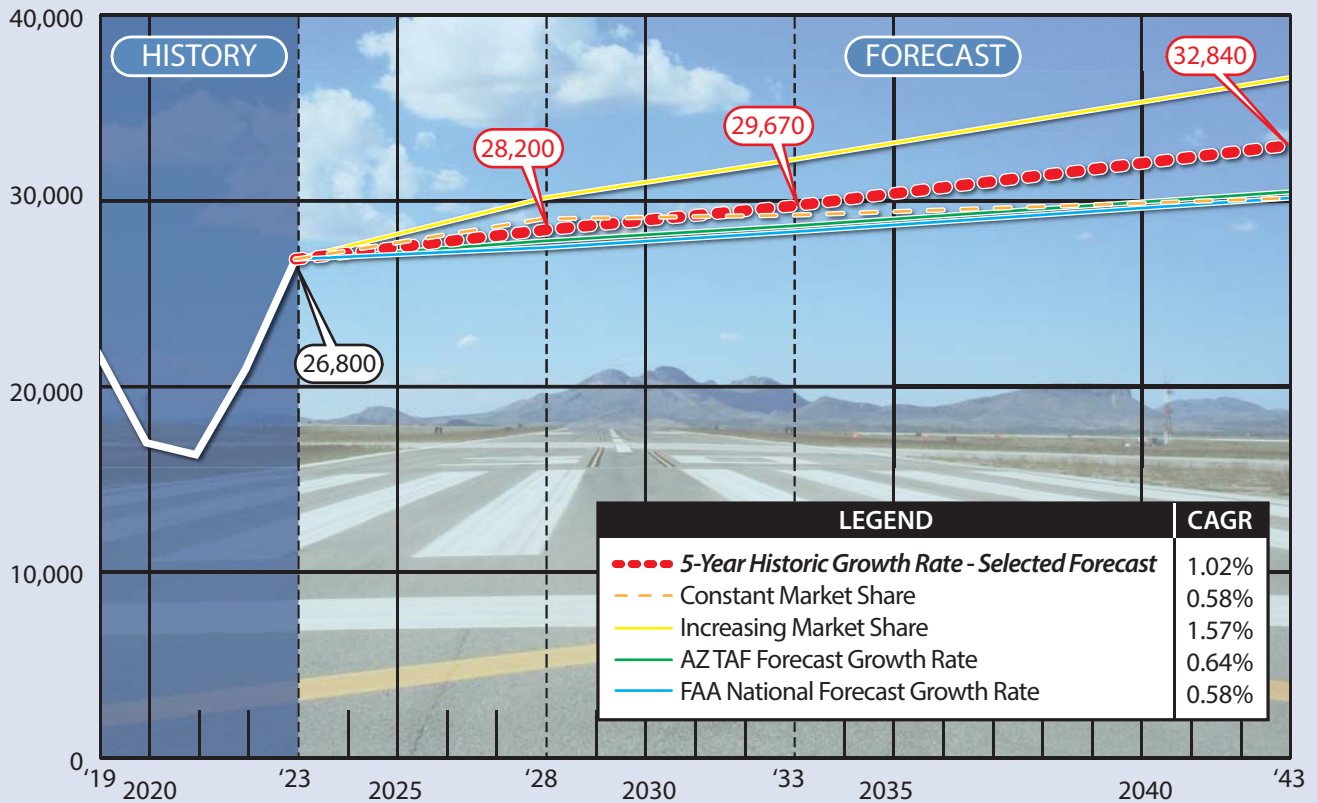 40,000
30,000
20,000
10,000
0
HISTORY
FORECAST
32,840
29,670
28,200
26,800
LEGEND CAGR
5-Year Historic Growth Rate - Selected Forecast 1.02%
Constant Market Share 0.58%
Increasing Market Share 1.57%
AZ TAF Forecast Growth Rate 0.64%
FAA National Forecast Growth Rate 0.58%
‘19 2020 ‘23 2025 ‘28 2030 ‘33 2035 2040 ‘43